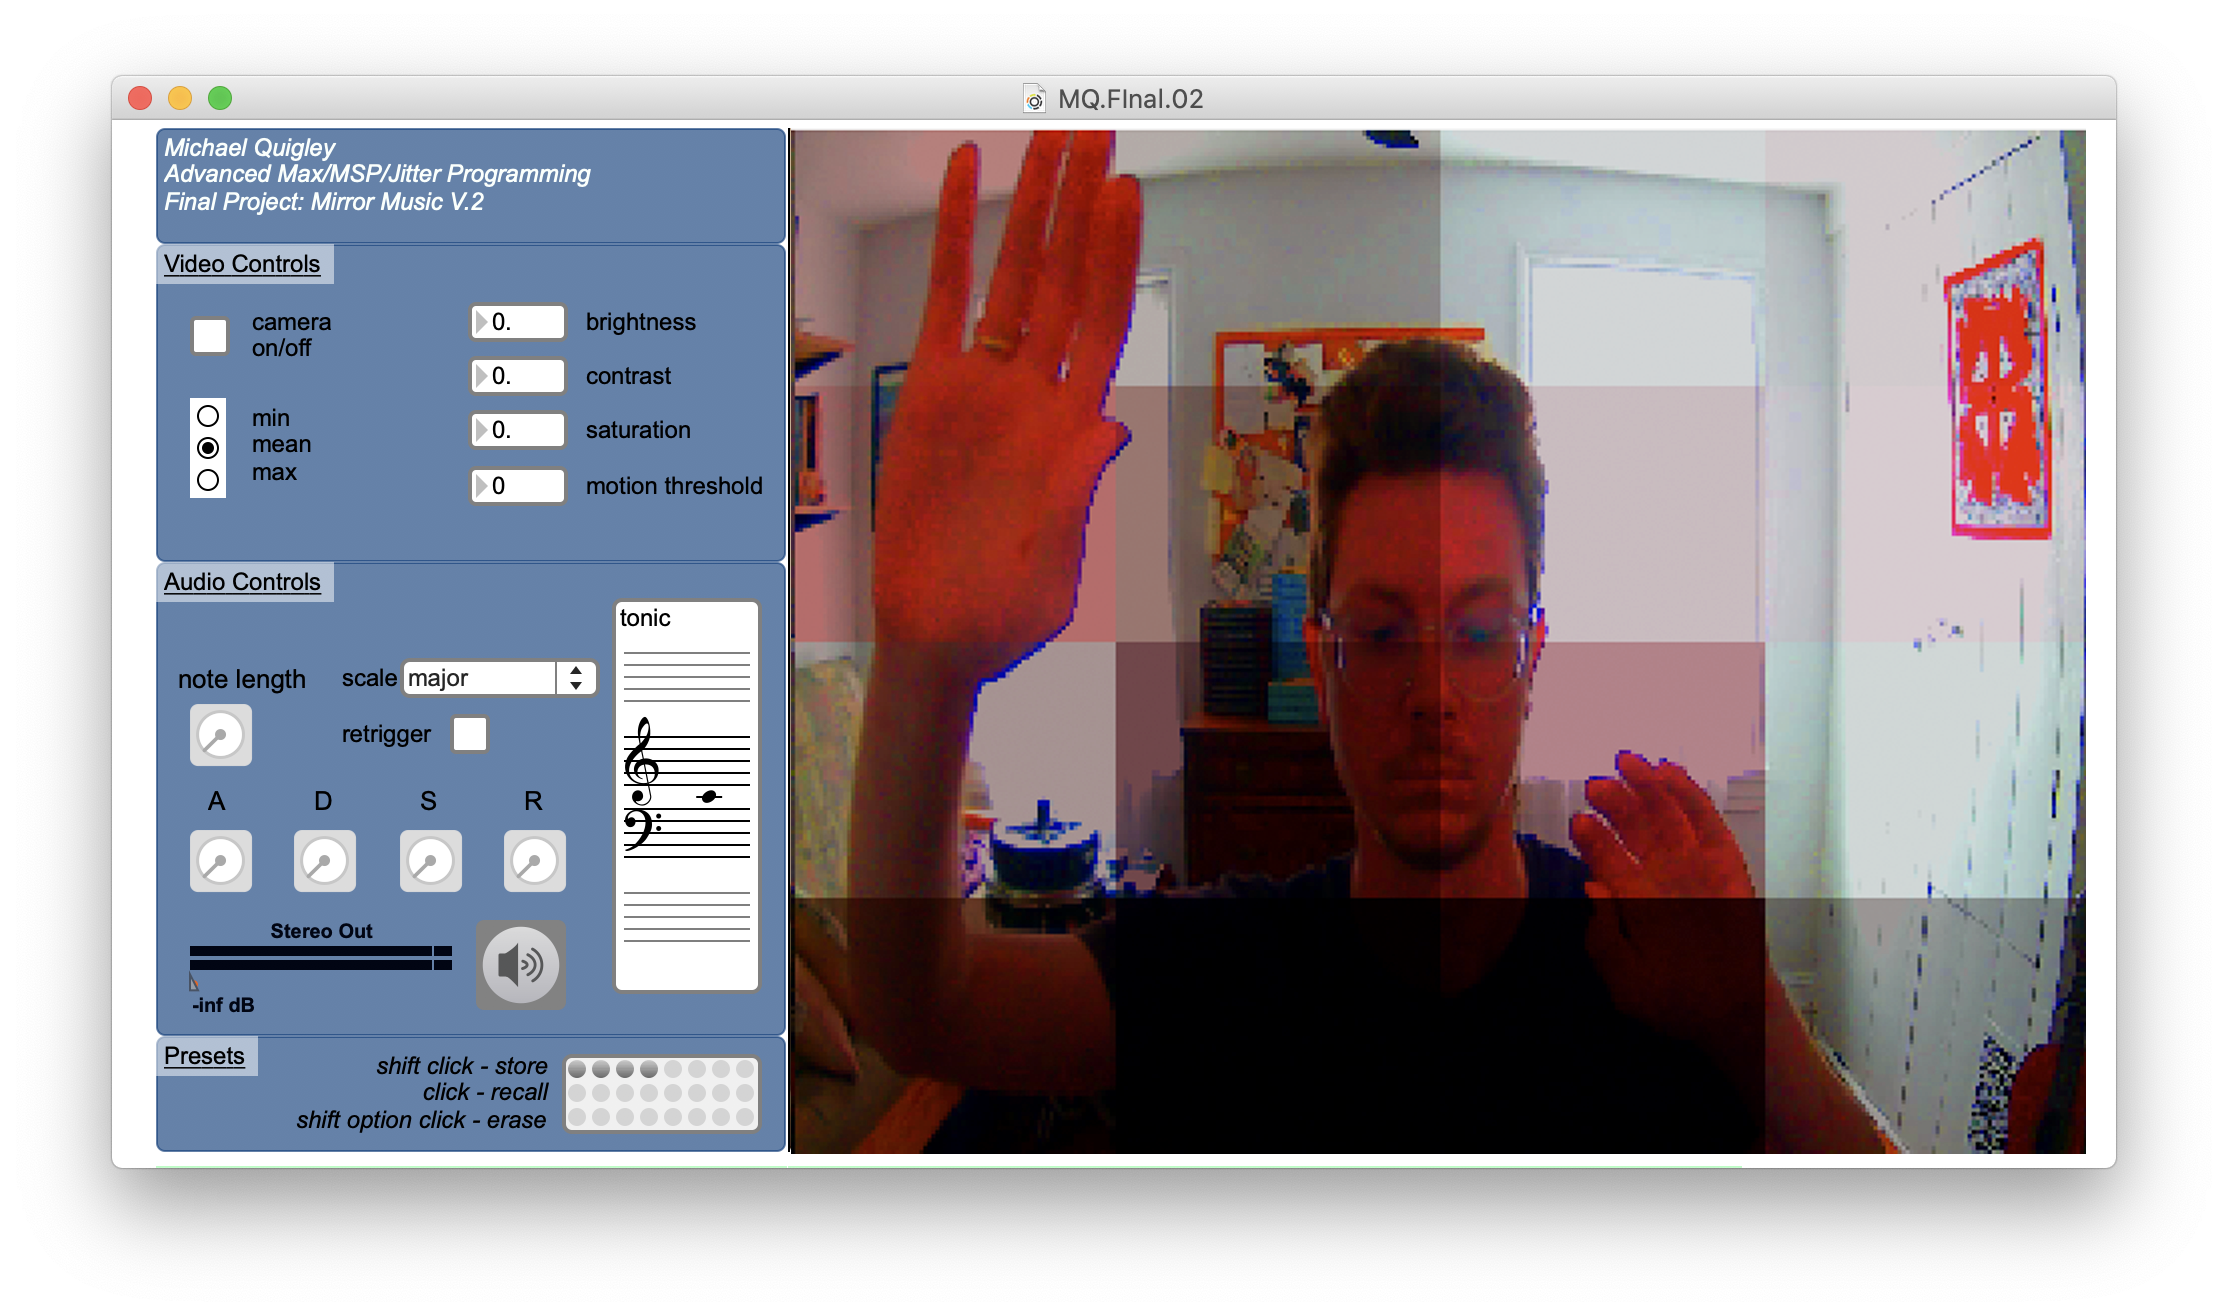 MQ.FInal.02
Michael Quigley
Advanced Max/MSP/Jitter Programming
Final Project: Mirror Music V.2
Video Controls
camera
on/off
min
mean
max
0. brightness
0. contrast
0. saturation
0 motion threshold
Audio Controls
note length
scale major
retrigger
tonic
A D S R
Stereo Out
-inf dB
Presets
shift click - store
click - recall
shift option click - erase